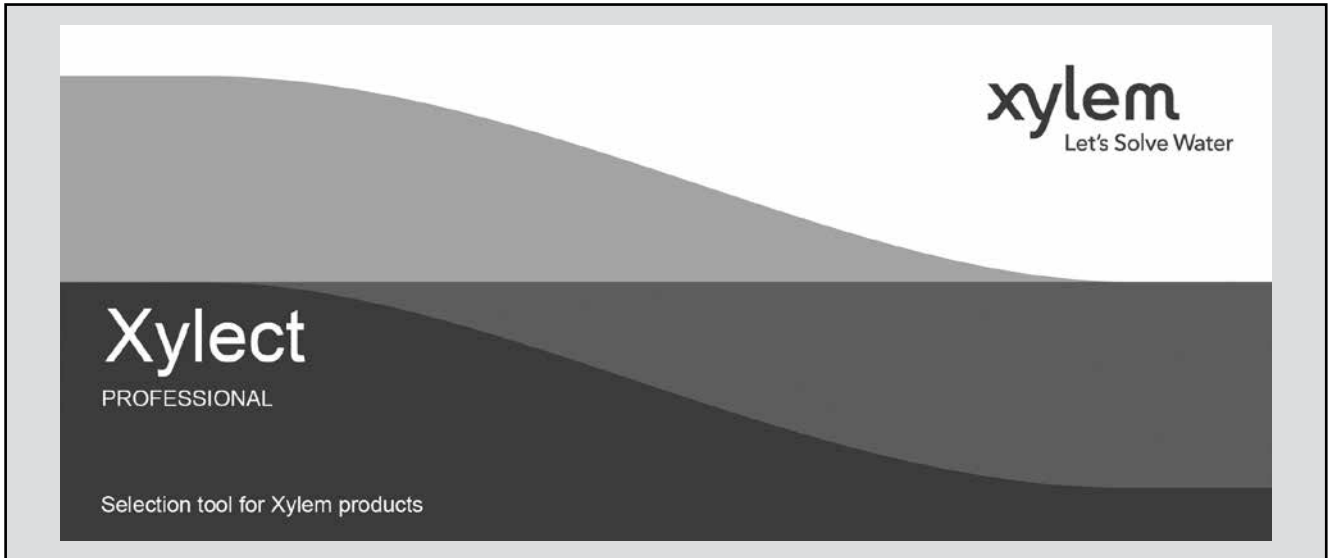 xylem
Let's Solve Water
Xylect
PROFESSIONAL
Selection tool for Xylem products